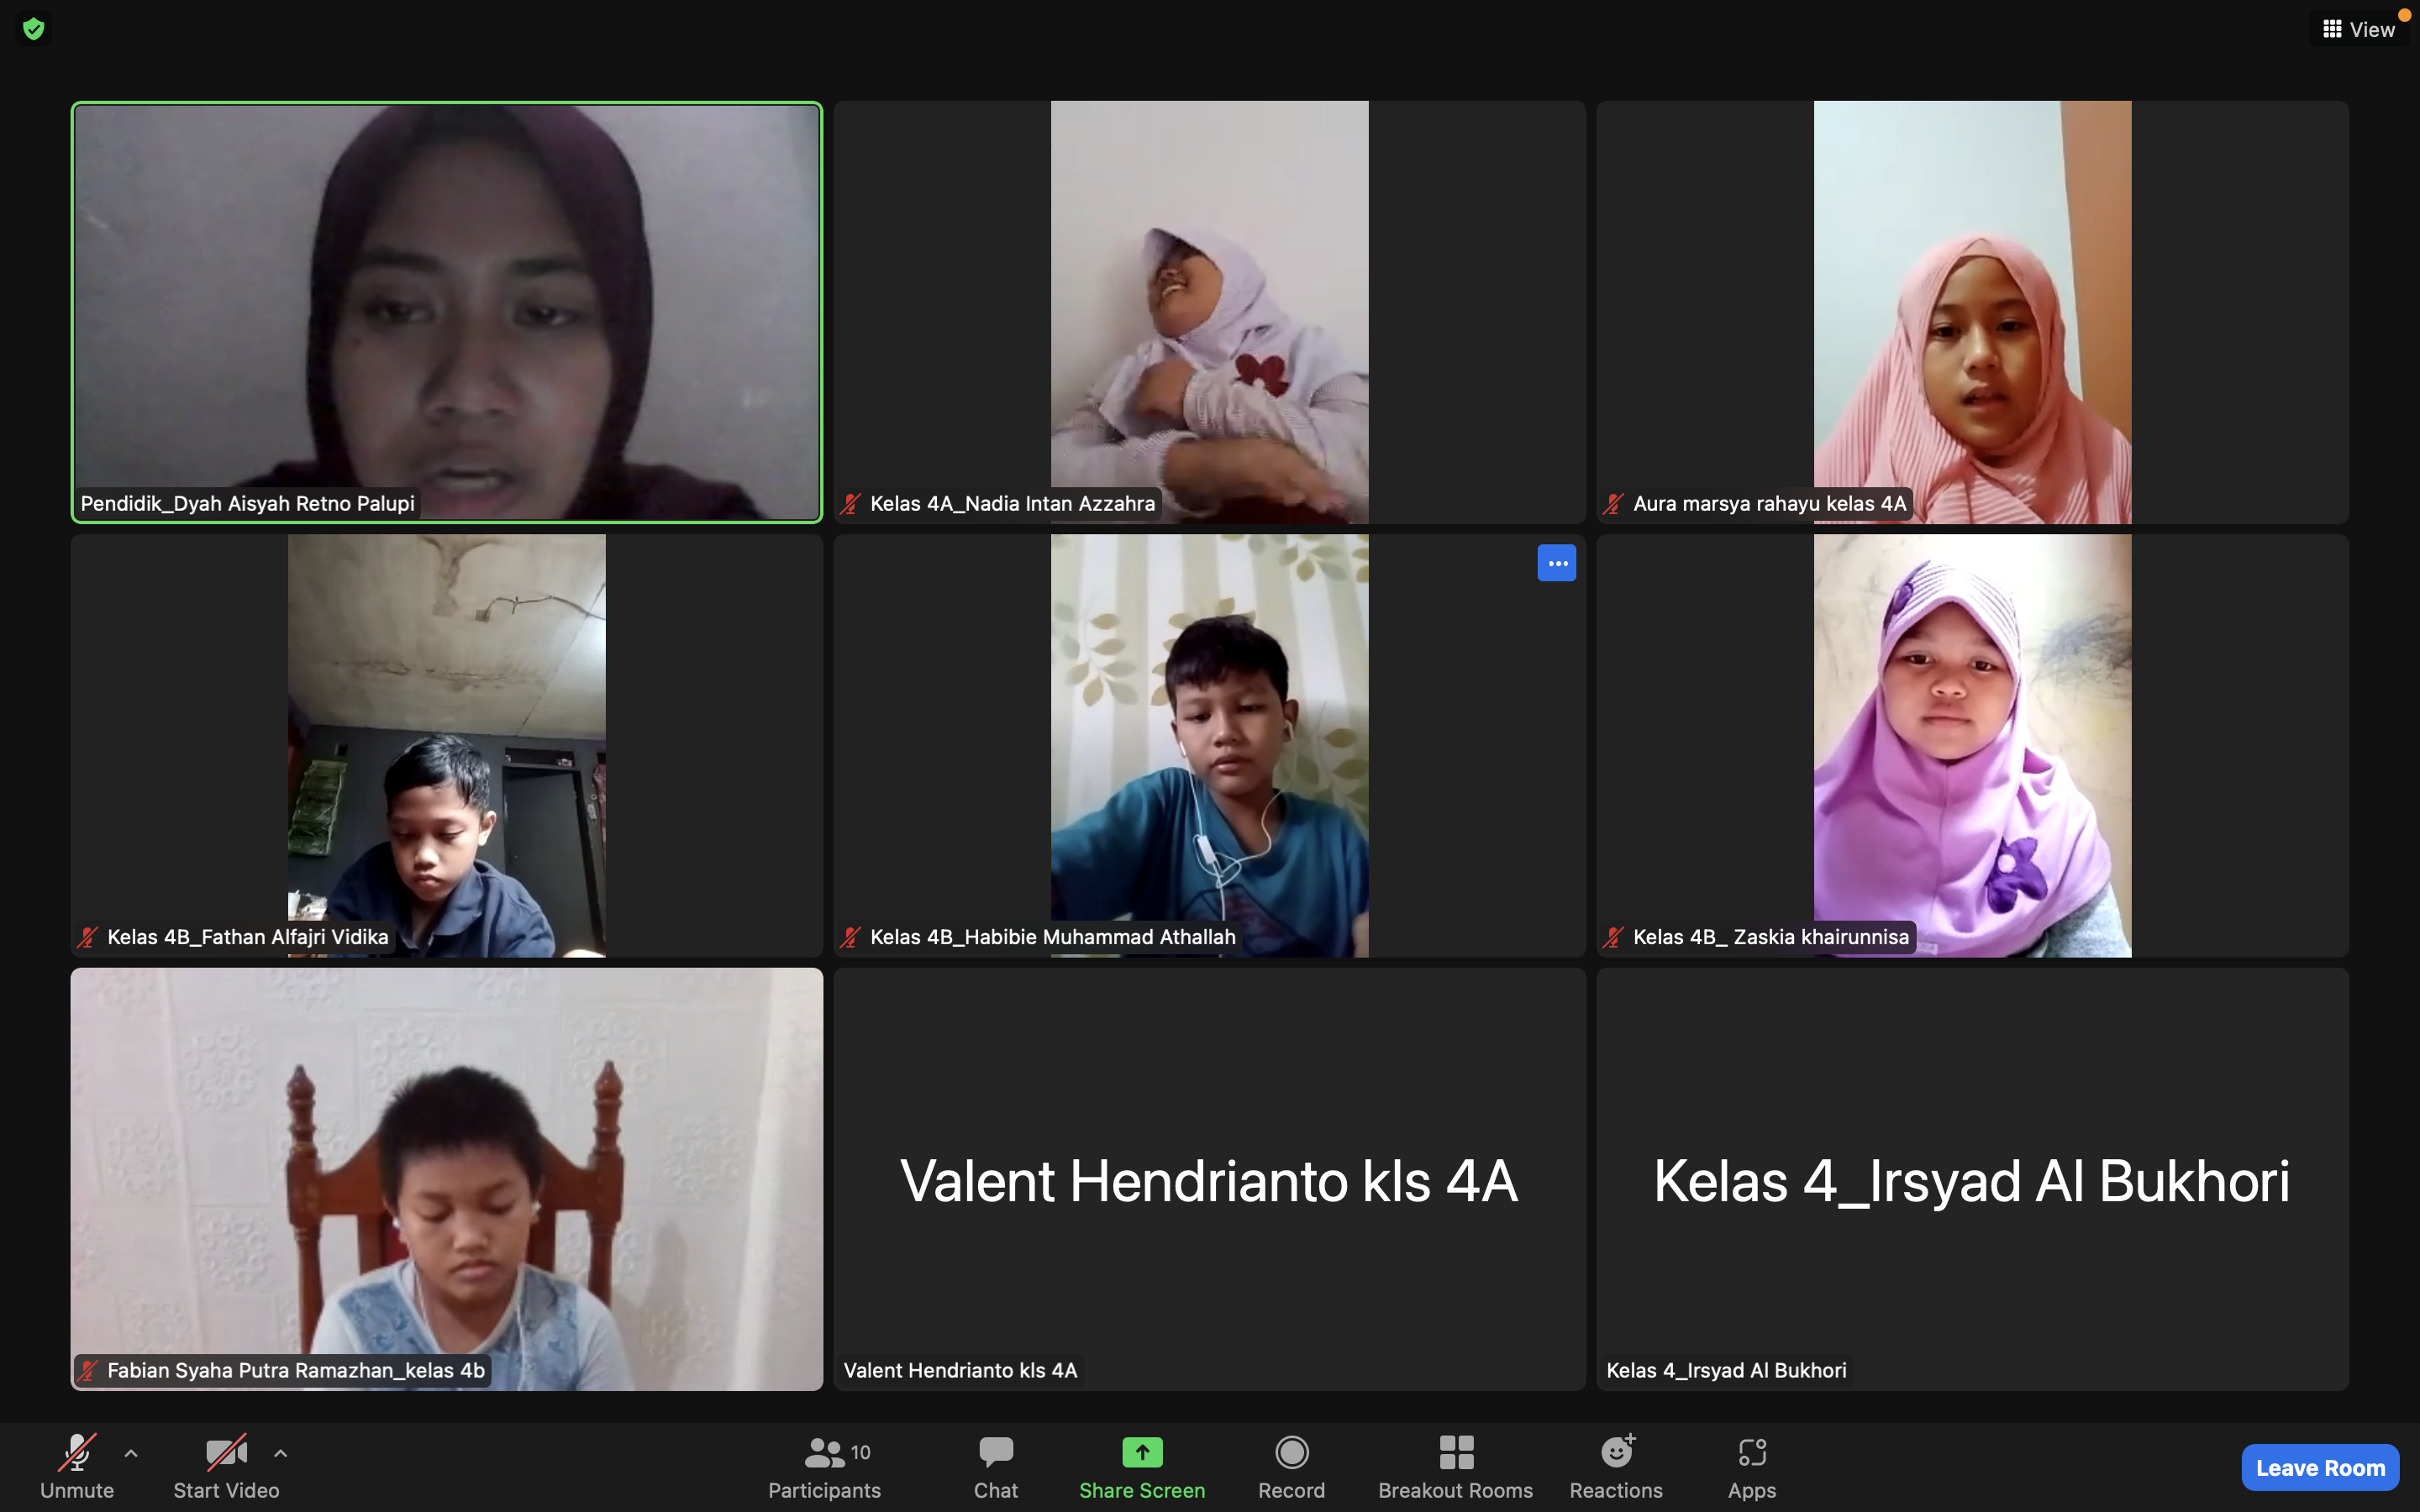 View
Pendidik_Dyah Aisyah Retno Palupi
Kelas 4A_Nadia Intan Azzahra
Aura marsya rahayu kelas 4A
Kelas 4B_Fathan Alfajri Vidika
Kelas 4B_Habibie Muhammad Athallah
Kelas 4B_ Zaskia khairunnisa
Fabian Syaha Putra Ramazhan_kelas 4b
Valent Hendrianto kls 4A
Valent Hendrianto kls 4A
Kelas 4_Irsyad Al Bukhori
Kelas 4_Irsyad Al Bukhori
Unmute
Start Video
10
Participants
Chat
Share Screen
Record
Breakout Rooms
Reactions
Apps
Leave Room